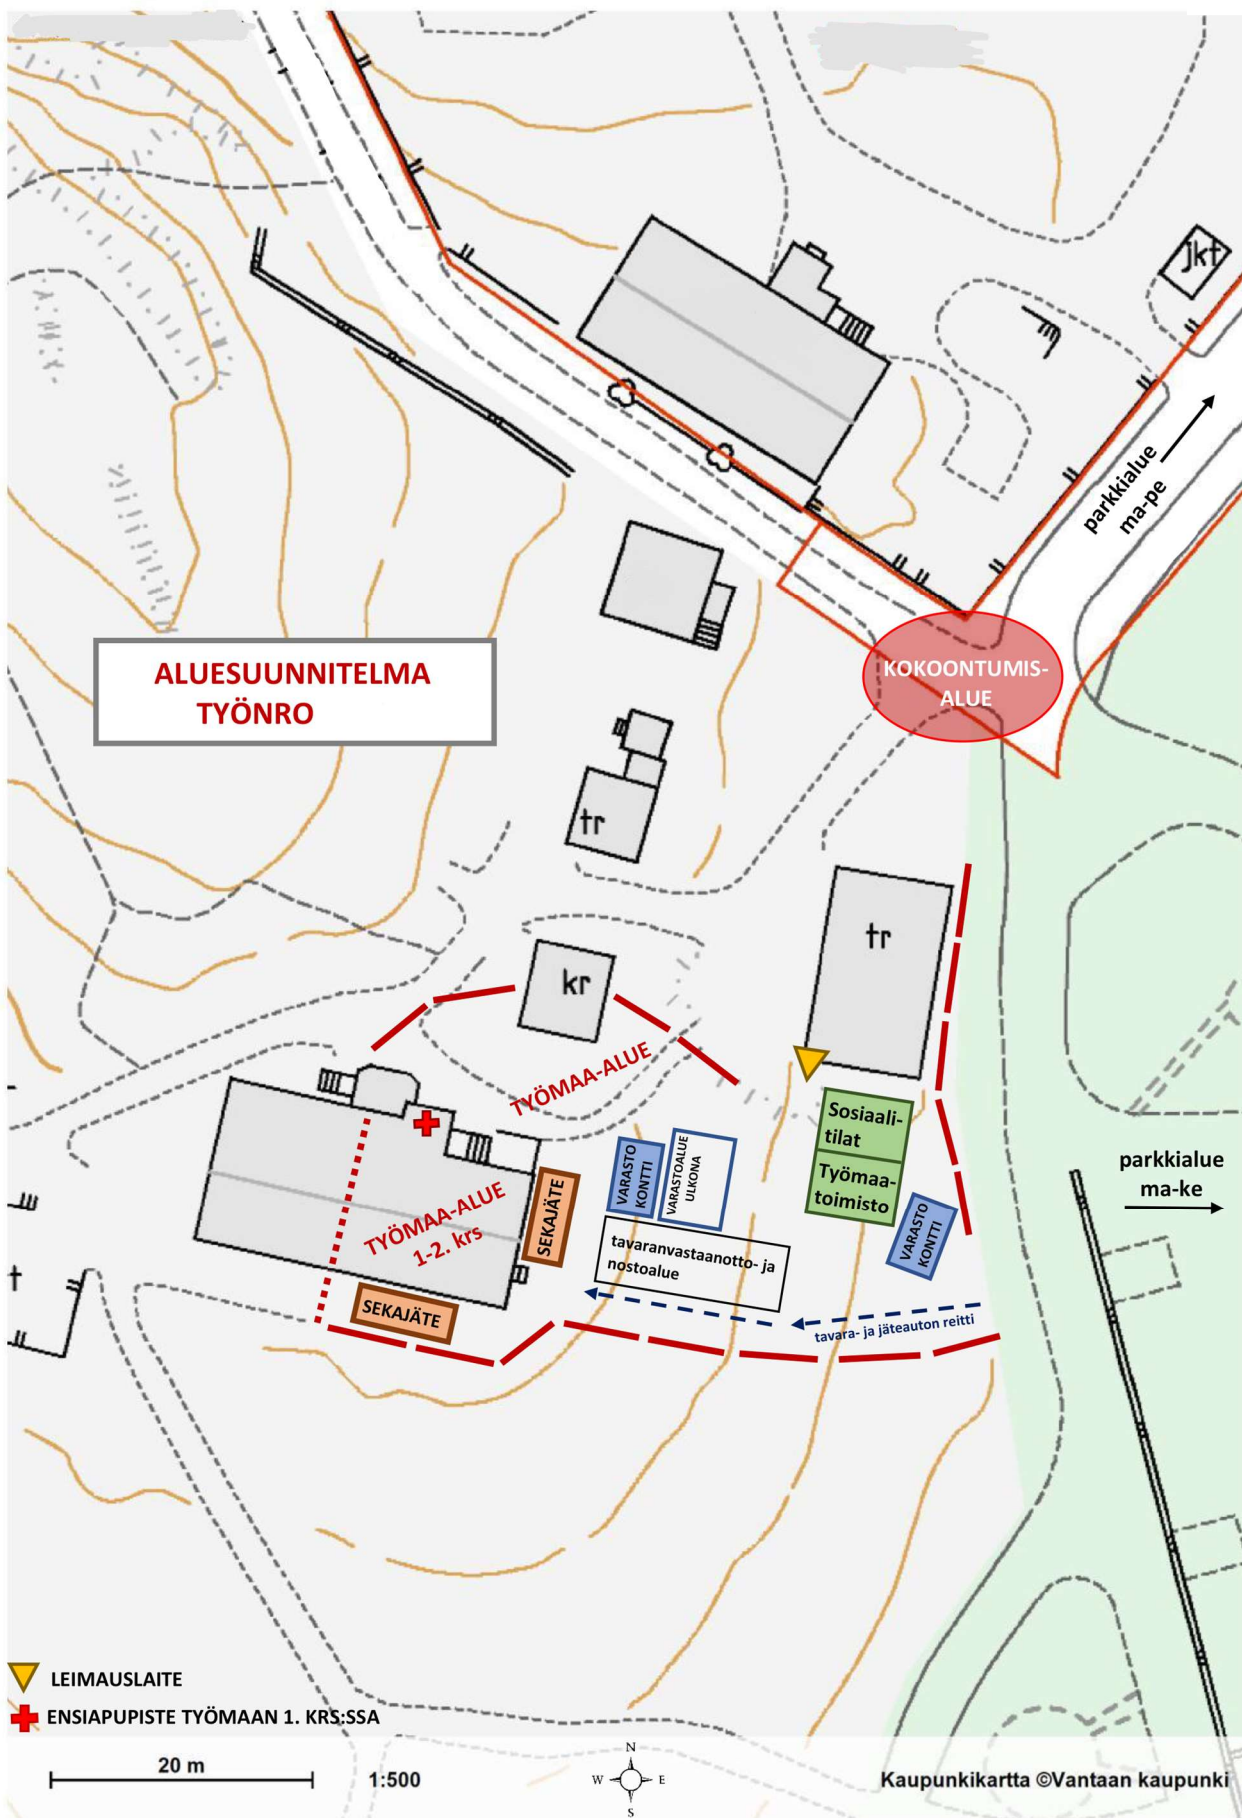 jkt
parkkialue
ma-pe
ALUESUUNNITELMA
TYÖNRO
KOKOONTUMIS-
ALUE
tr
tr
kr
TYÖMAA-ALUE
Sosiaali-
tilat
Työmaa-
toimisto
VARASTO
KONTTI
VARASTOALUE
ULKONA
VARASTO
KONTTI
parkkialue
ma-ke
TYÖMAA-ALUE
1-2. krs
SEKAJÄTE
tavaranvastaanotto- ja
nostoalue
t
SEKAJÄTE
tavara- ja jäteauton reitti
LEIMAUSLAITE
ENSIAPUPISTE TYÖMAAN 1. KRS:SSA
20 m
1:500
N
W
E
S
Kaupunkikartta ©Vantaan kaupunki